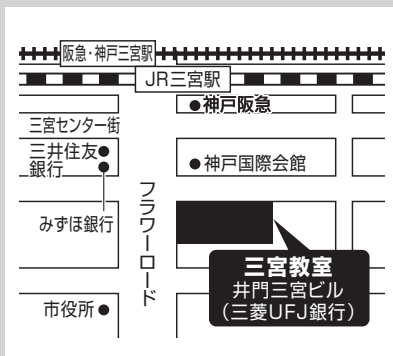 阪急・神戸三宮駅
JR三宮駅
●神戸阪急
三宮センター街
三井住友●
銀行
●神戸国際会館
みずほ銀行
フラワーロード
三宮教室
井門三宮ビル
（三菱UFJ銀行）
市役所●